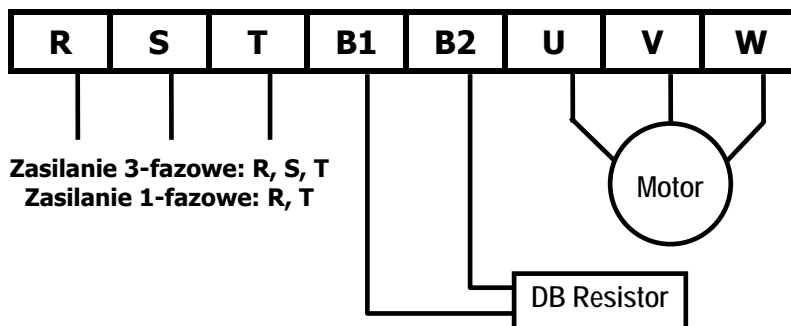 R S T B1 B2 U V W
Zasilanie 3-fazowe: R, S, T
Zasilanie 1-fazowe: R, T
Motor
DB Resistor